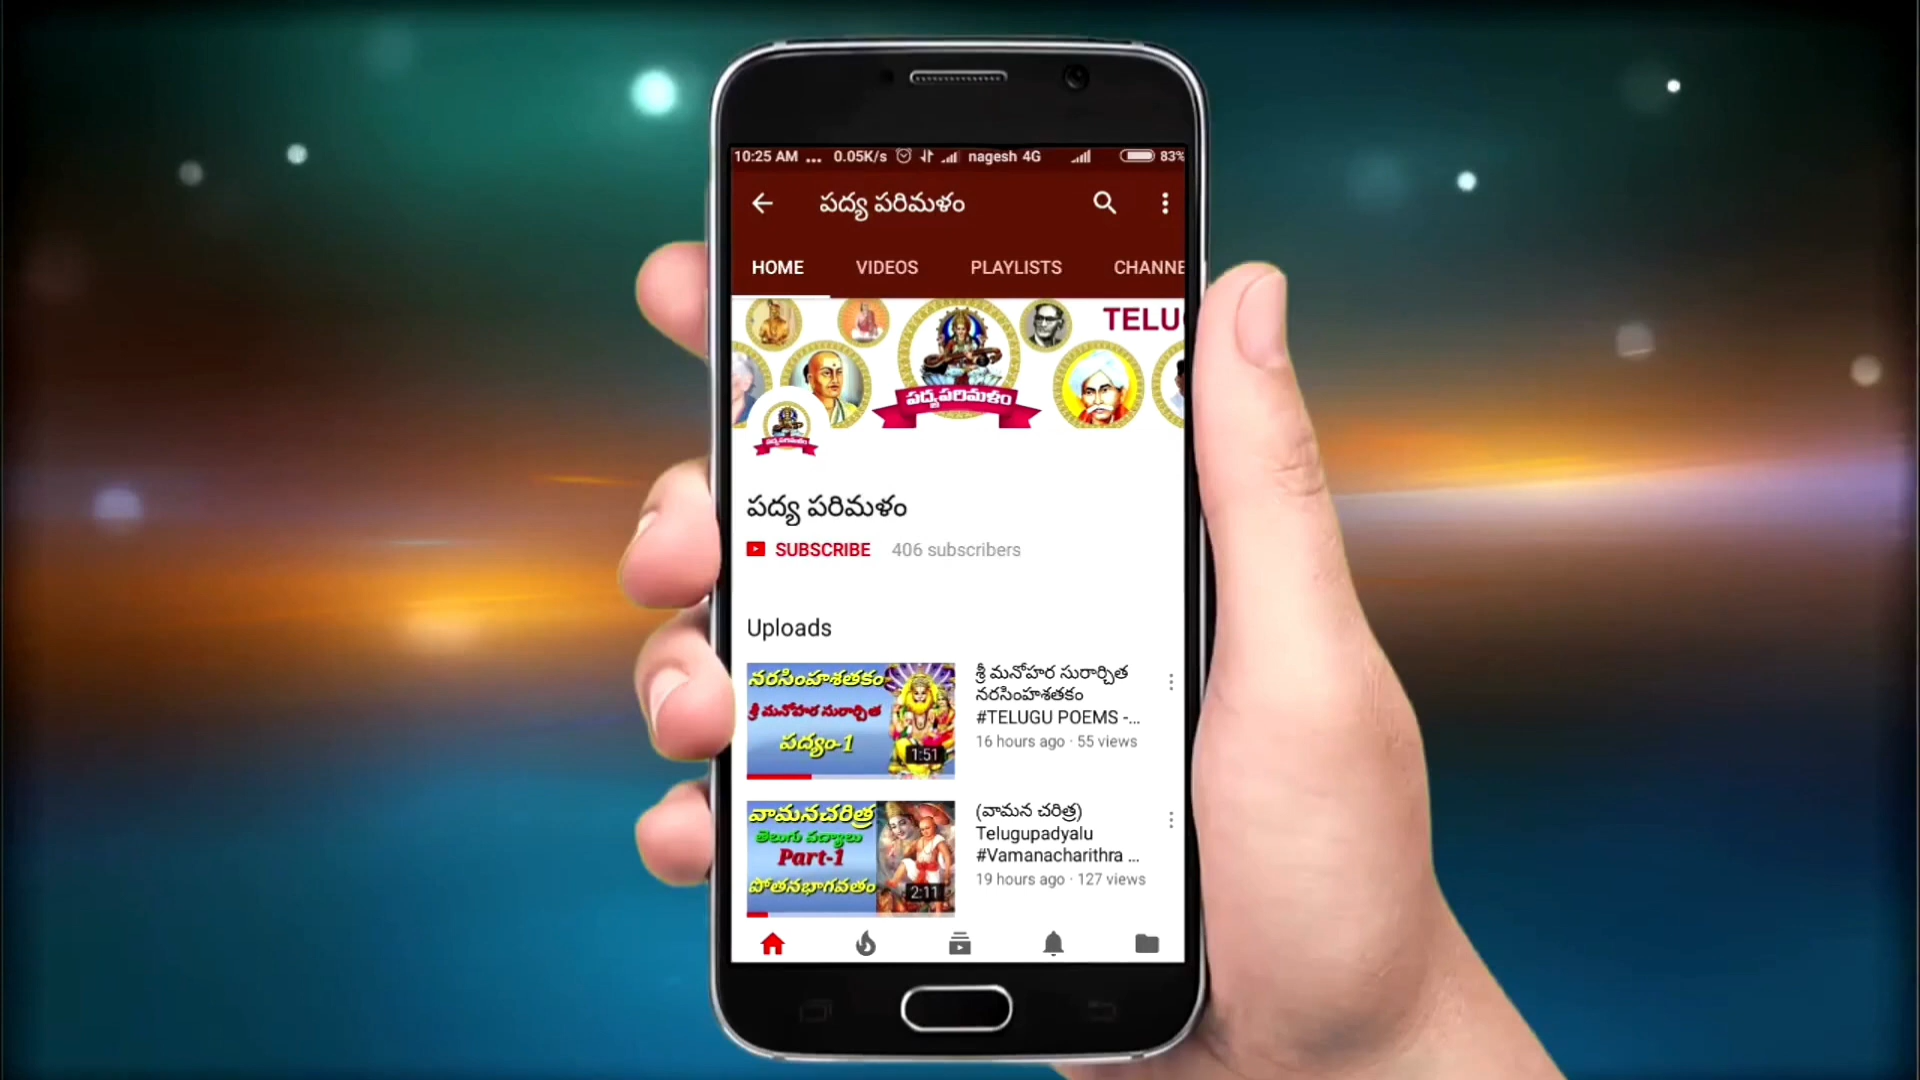 10:25 AM ... 0.05K/s nagesh 4G 83%
పద్య పరిమళం
HOME VIDEOS PLAYLISTS CHANNE
TELU
పద్యపరిమళం
పద్యపరిమళం
పద్య పరిమళం
SUBSCRIBE 406 subscribers
Uploads
నరసింహశతకం
శ్రీ మనోహర సురార్చిత
పద్యం-1
1:51
శ్రీ మనోహర సురార్చిత
నరసింహశతకం
#TELUGU POEMS -...
16 hours ago · 55 views
వామనచరిత్ర
తెలుగు పద్యాలు
Part-1
పోతనభాగవతం
2:11
(వామన చరిత్ర)
Telugupadyalu
#Vamanacharithra ...
19 hours ago · 127 views